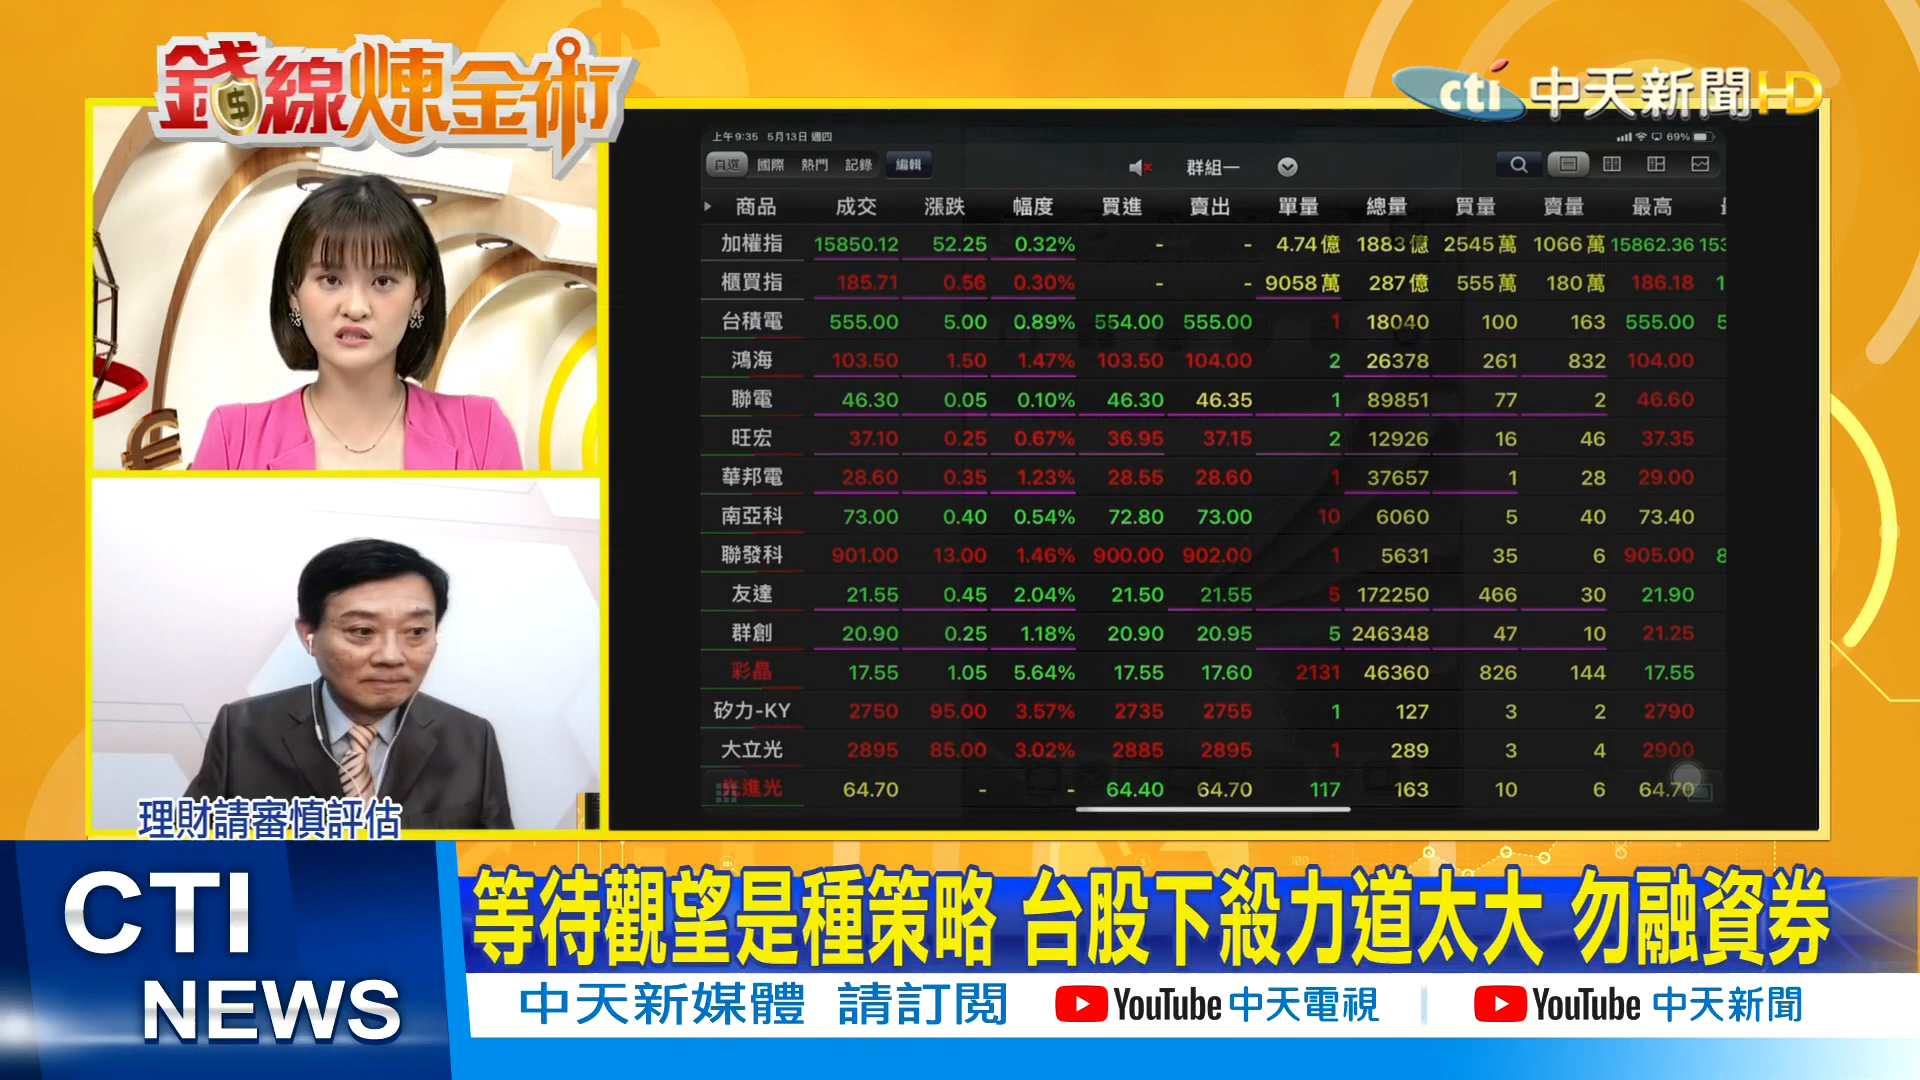 錢線煉金術
cti 中天新聞HD
上午9:35 5月13日 週四
69%
自選 國際 熱門 記錄 編輯
群組一
商品 成交 漲跌 幅度 買進 賣出 單量 總量 買量 賣量 最高
加權指 15850.12 52.25 0.32% - - 4.74億 1883億 2545萬 1066萬 15862.36 153
櫃買指 185.71 0.56 0.30% - - 9058萬 287億 555萬 180萬 186.18 1
台積電 555.00 5.00 0.89% 554.00 555.00 1 18040 100 163 555.00 5
鴻海 103.50 1.50 1.47% 103.50 104.00 2 26378 261 832 104.00
聯電 46.30 0.05 0.10% 46.30 46.35 1 89851 77 2 46.60
旺宏 37.10 0.25 0.67% 36.95 37.15 2 12926 16 46 37.35
華邦電 28.60 0.35 1.23% 28.55 28.60 1 37657 1 28 29.00
南亞科 73.00 0.40 0.54% 72.80 73.00 10 6060 5 40 73.40
聯發科 901.00 13.00 1.46% 900.00 902.00 1 5631 35 6 905.00 8
友達 21.55 0.45 2.04% 21.50 21.55 5 172250 466 30 21.90
群創 20.90 0.25 1.18% 20.90 20.95 5 246348 47 10 21.25
彩晶 17.55 1.05 5.64% 17.55 17.60 2131 46360 826 144 17.55
矽力-KY 2750 95.00 3.57% 2735 2755 1 127 3 2 2790
大立光 2895 85.00 3.02% 2885 2895 1 289 3 4 2900
先進光 64.70 - - 64.40 64.70 117 163 10 6 64.70
理財請審慎評估
CTI
NEWS
等待觀望是種策略 台股下殺力道太大 勿融資券
中天新媒體 請訂閱 YouTube 中天電視 YouTube 中天新聞